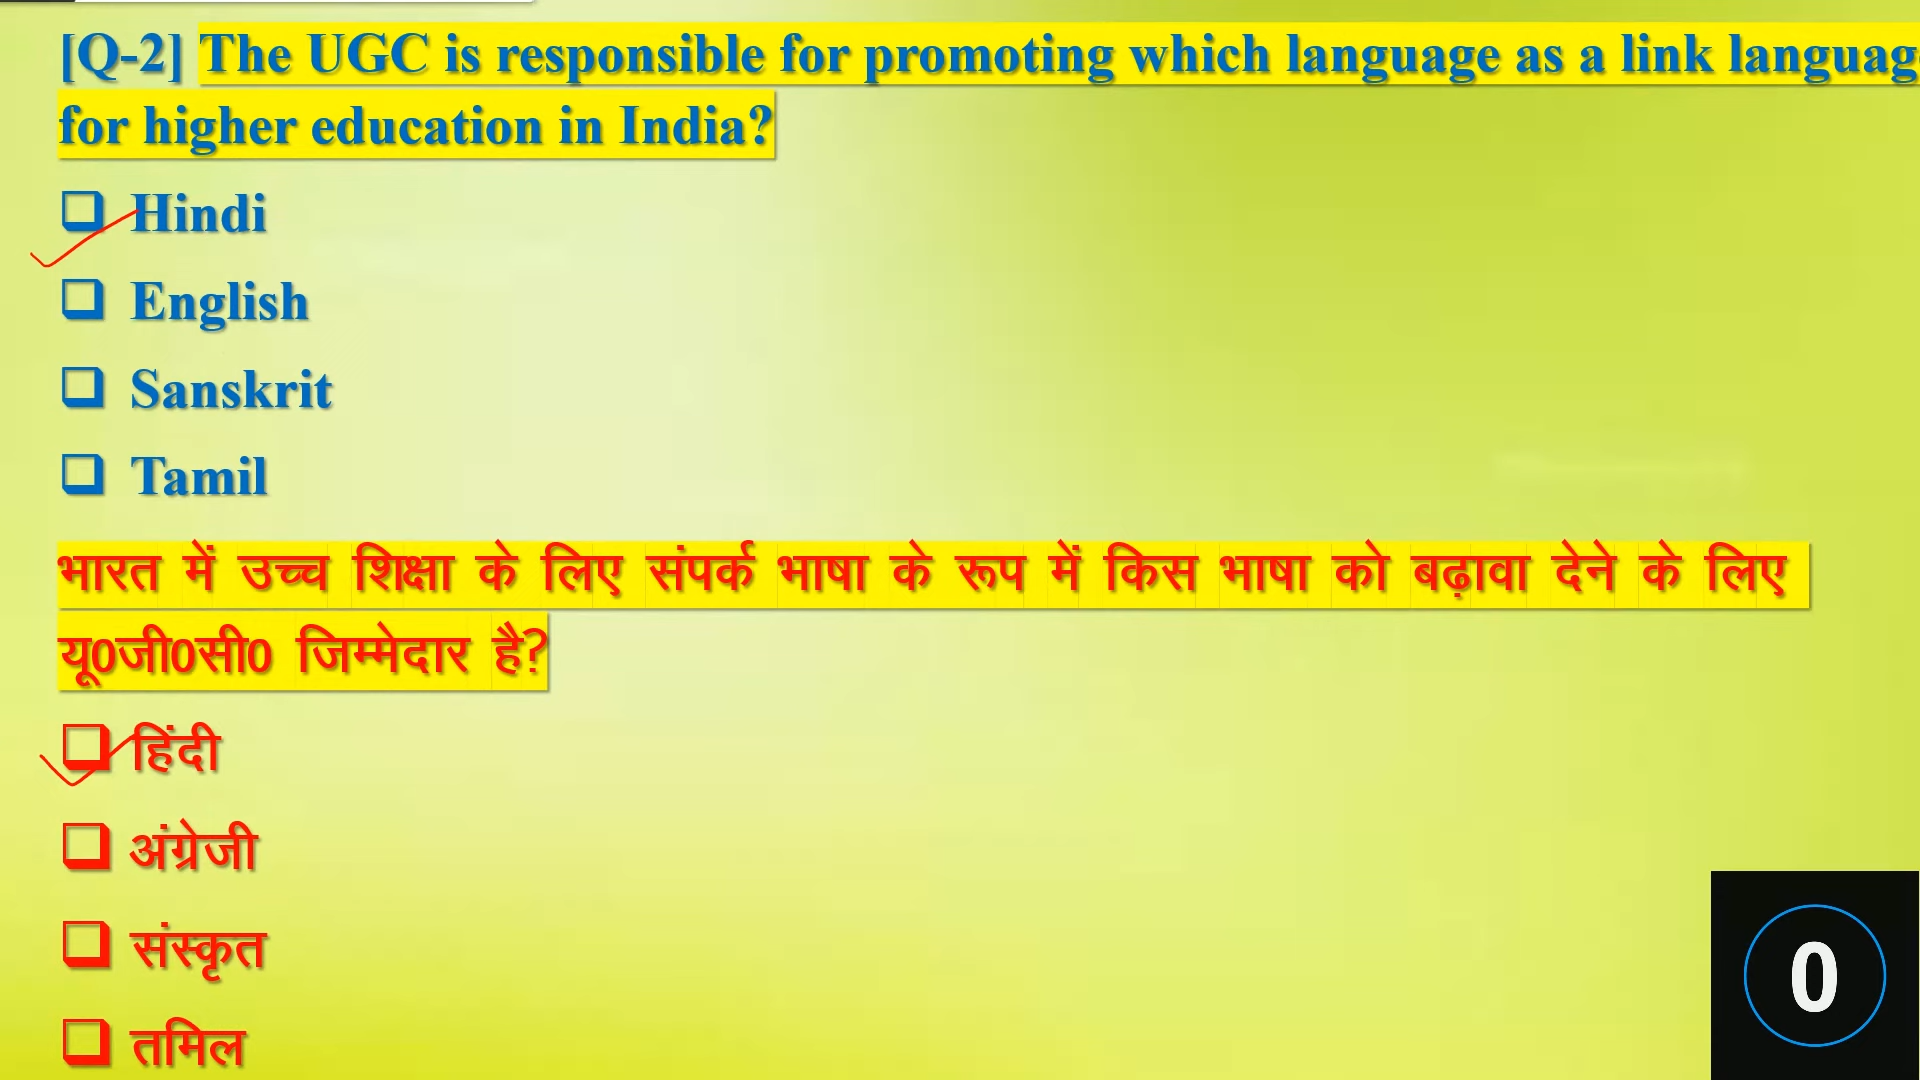 [Q-2] The UGC is responsible for promoting which language as a link languag
for higher education in India?
Hindi
English
Sanskrit
Tamil
भारत में उच्च शिक्षा के लिए संपर्क भाषा के रूप में किस भाषा को बढ़ावा देने के लिए
यू0जी0सी0 जिम्मेदार है?
हिंदी
अंग्रेजी
संस्कृत
तमिल
0